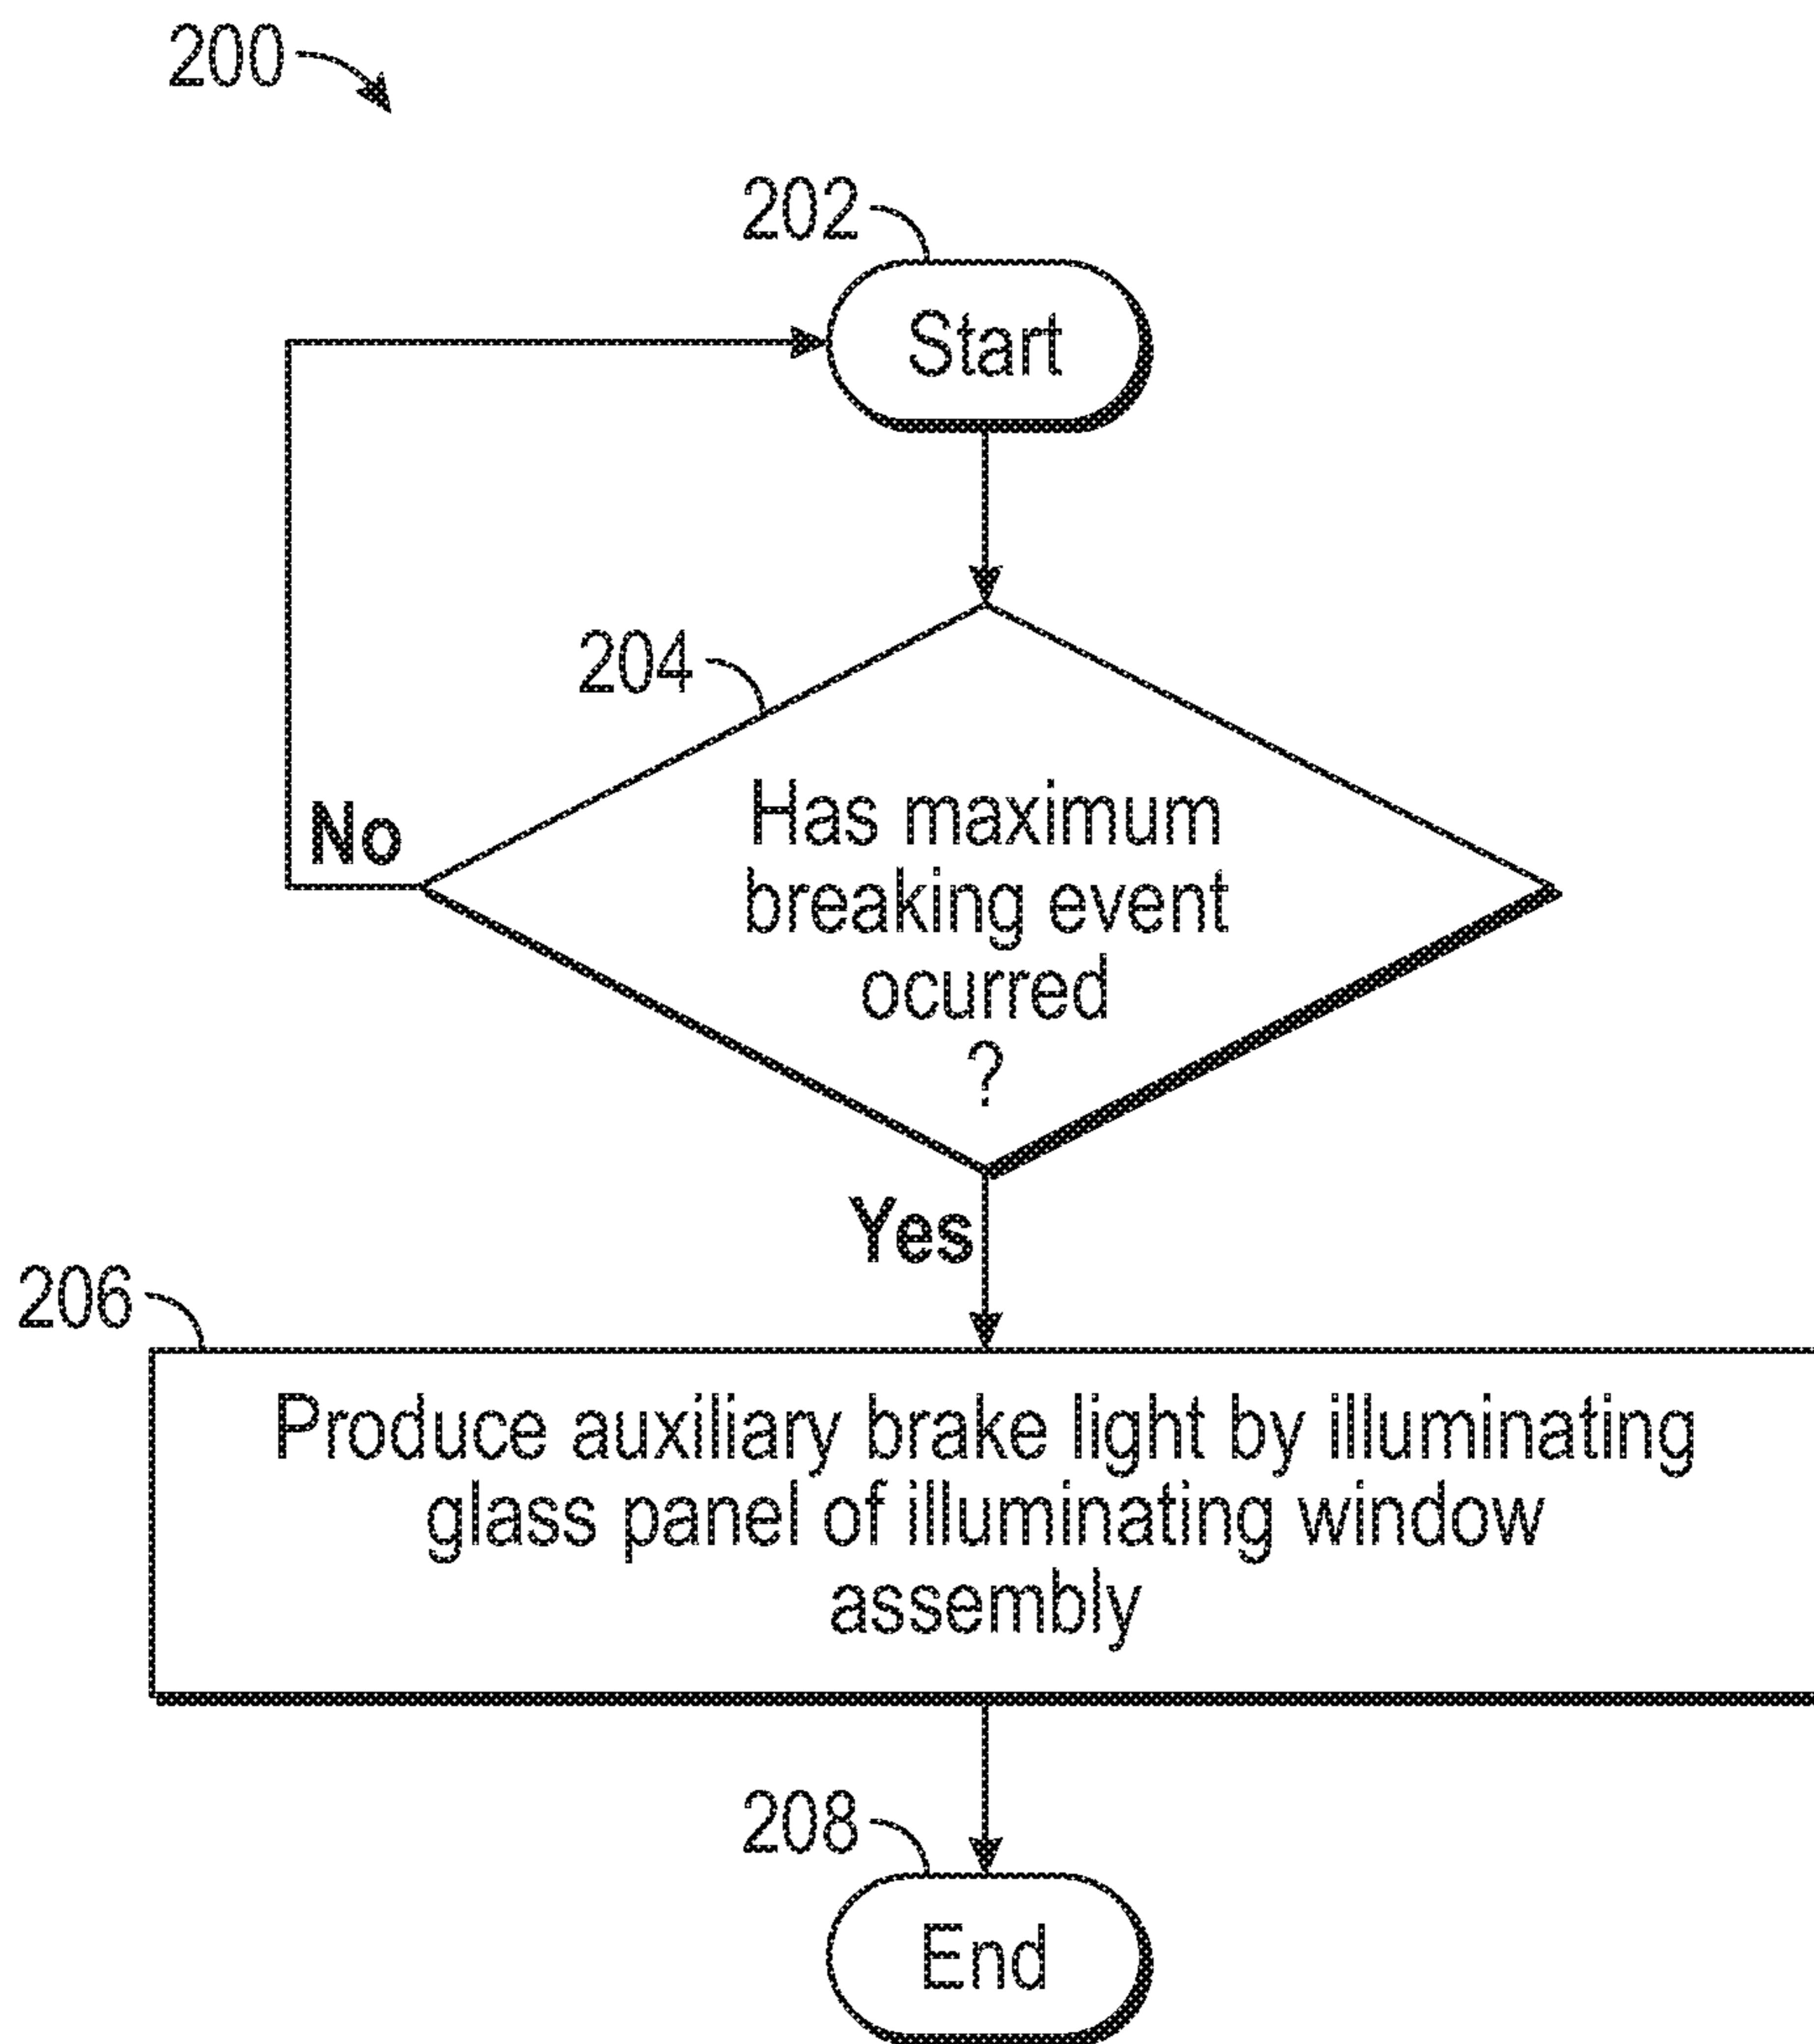 200
202
Start
204
Has maximum
breaking event
ocurred
?
No
Yes
206
Produce auxiliary brake light by illuminating
glass panel of illuminating window
assembly
208
End